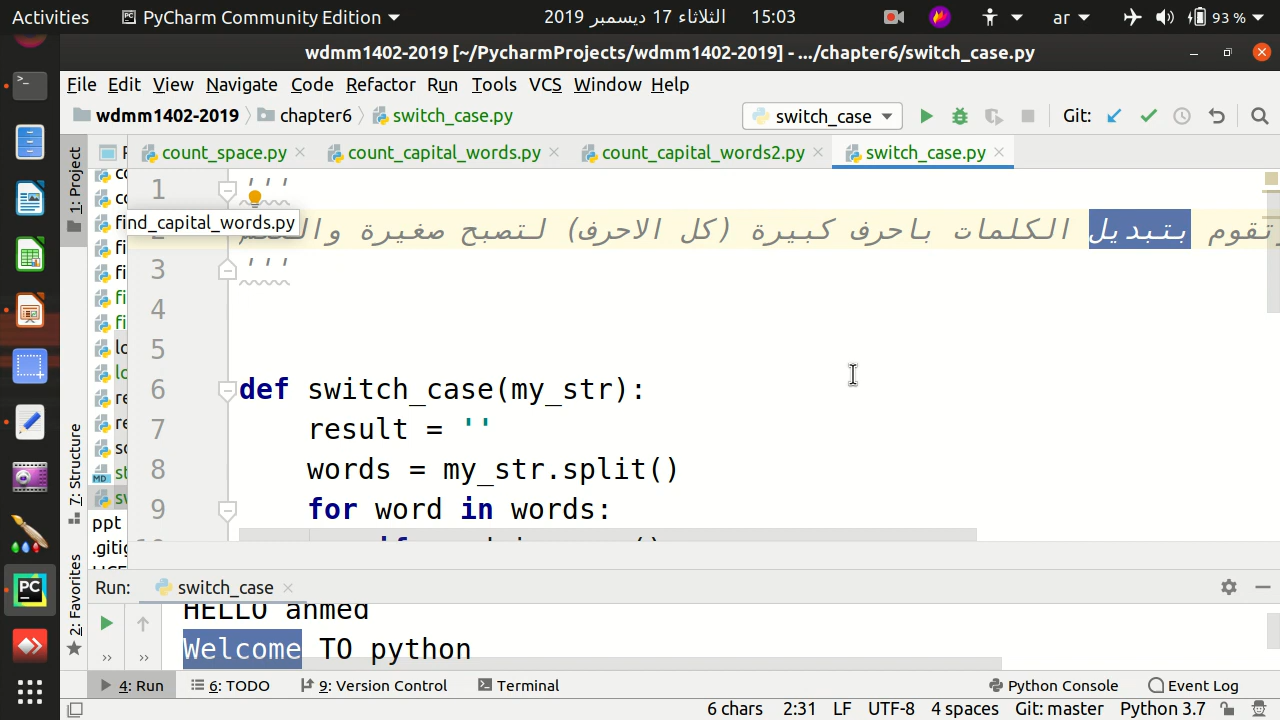 Activities PyCharm Community Edition الثلاثاء 17 ديسمبر 2019 15:03 ar 93 %
wdmm1402-2019 [~/PycharmProjects/wdmm1402-2019] - .../chapter6/switch_case.py
File Edit View Navigate Code Refactor Run Tools VCS Window Help
wdmm1402-2019 chapter6 switch_case.py switch_case Git:
count_space.py count_capital_words.py count_capital_words2.py switch_case.py
1: Project
7: Structure
2: Favorites
find_capital_words.py
ppt
1 '''
وتقوم بتبديل الكلمات باحرف كبيرة (كل الاحرف) لتصبح صغيرة
3 '''
4
5
6 def switch_case(my_str):
7 result = ''
8 words = my_str.split()
9 for word in words:
Run: switch_case
HELLO ahmed
Welcome TO python
4: Run 6: TODO 9: Version Control Terminal Python Console Event Log
6 chars 2:31 LF UTF-8 4 spaces Git: master Python 3.7